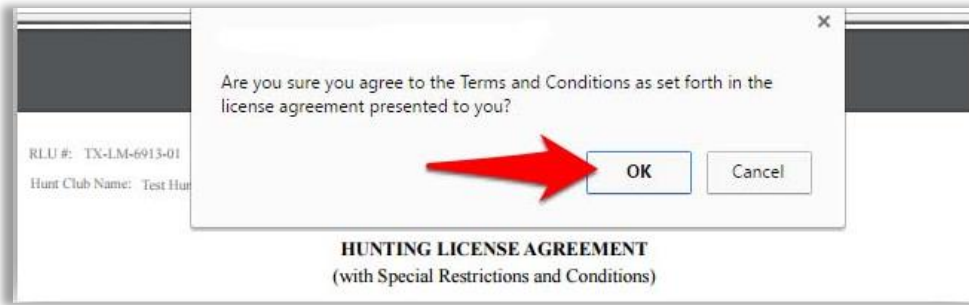 Are you sure you agree to the Terms and Conditions as set forth in the
license agreement presented to you?
OK Cancel
RLU #: TX-LM-6913-01
Hunt Club Name: Test Hun
HUNTING LICENSE AGREEMENT
(with Special Restrictions and Conditions)